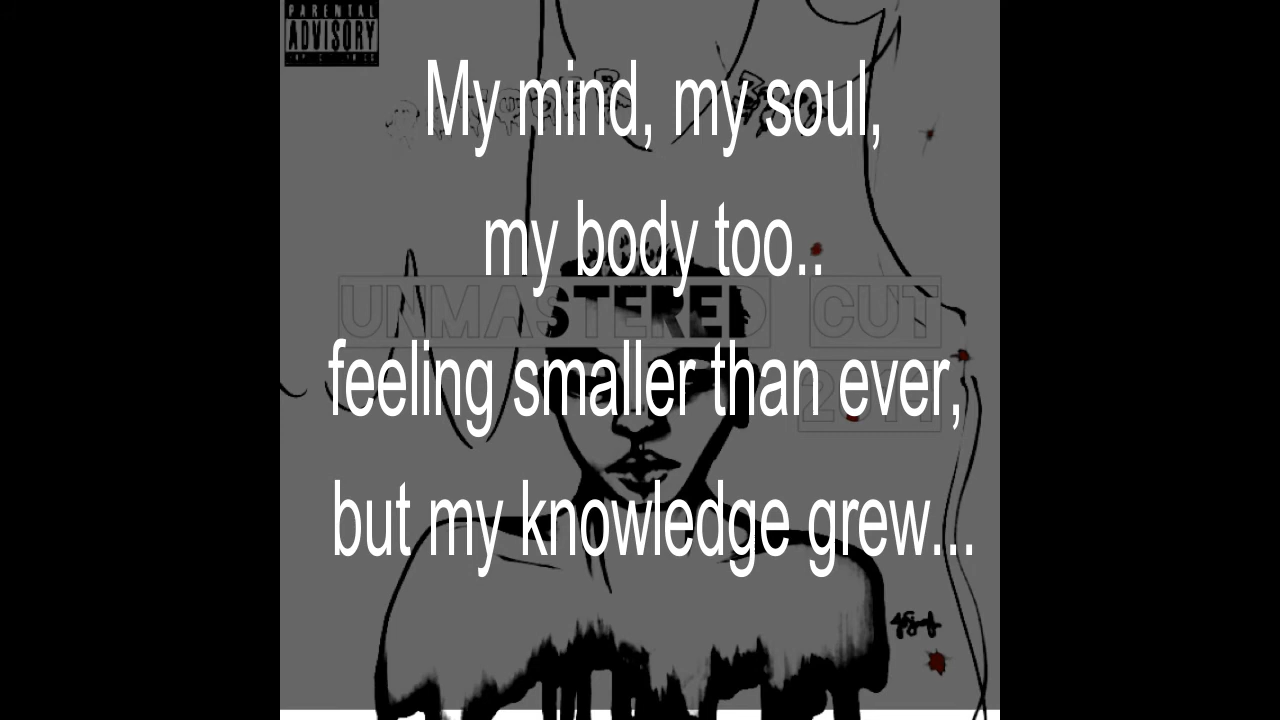 PARENTAL
ADVISORY
My mind, my soul,
my body too..
UNMASTERED CUT
feeling smaller than ever,
2014
but my knowledge grew...